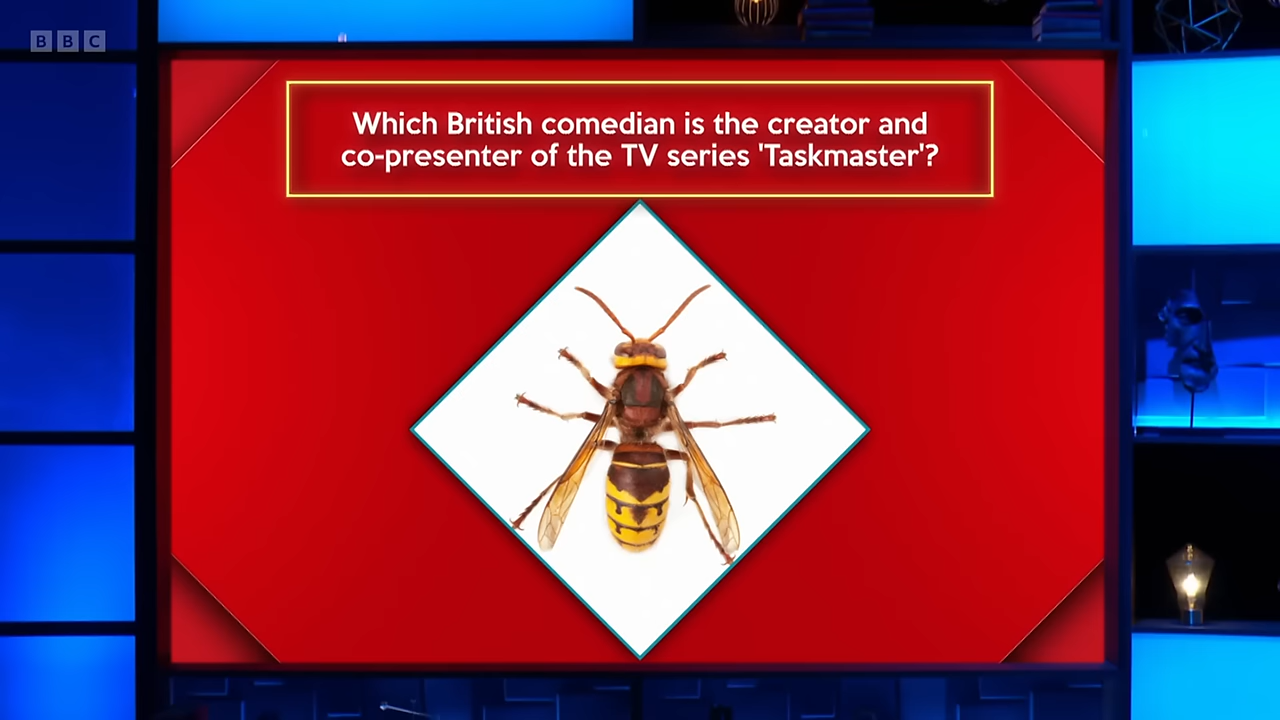 BBC
Which British comedian is the creator and
co-presenter of the TV series 'Taskmaster'?